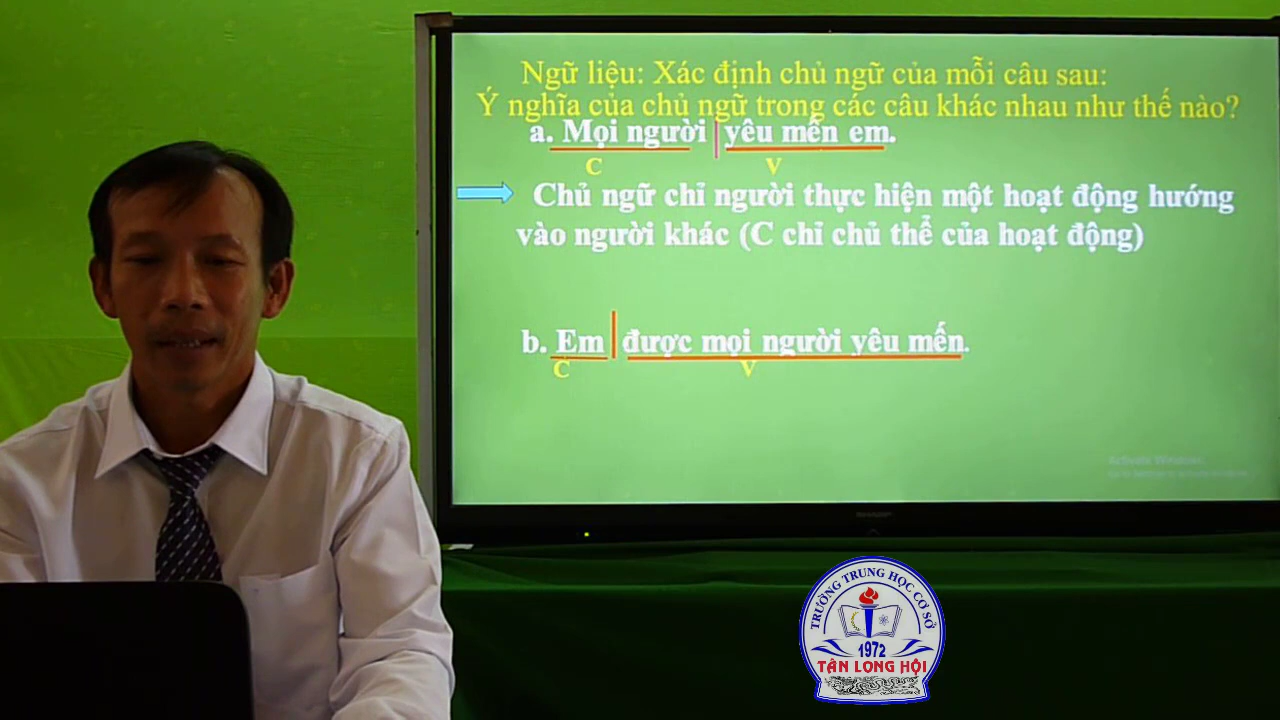 Ngữ liệu: Xác định chủ ngữ của mỗi câu sau:
Ý nghĩa của chủ ngữ trong các câu khác nhau như thế nào?
a. Mọi người yêu mến em.
C V
Chủ ngữ chỉ người thực hiện một hoạt động hướng
vào người khác (C chỉ chủ thể của hoạt động)
b. Em được mọi người yêu mến.
C V
Activate Windows
SHARP
TRƯỜNG TRUNG HỌC CƠ SỞ
1972
TÂN LONG HỘI